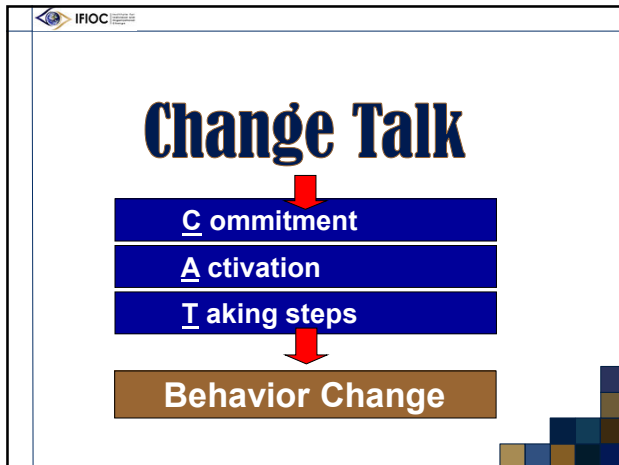 IFIOC
Change Talk
C ommitment
A ctivation
T aking steps
Behavior Change